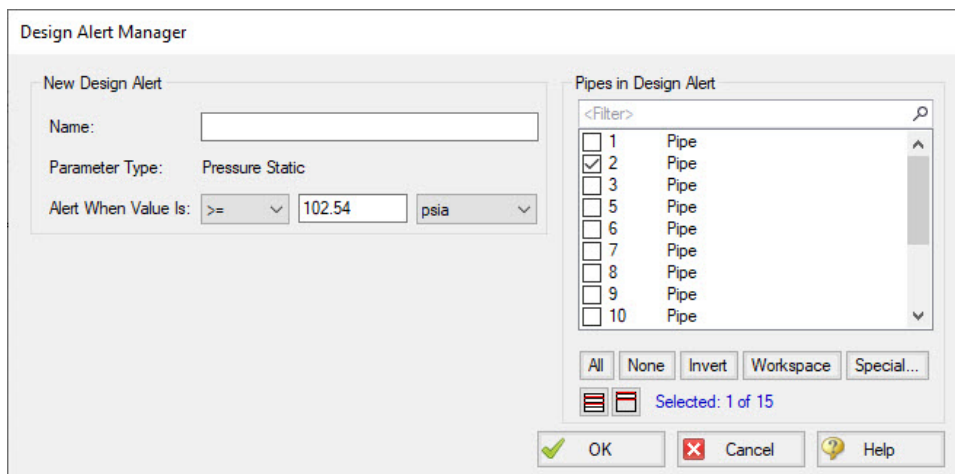 Design Alert Manager
New Design Alert
Name:
Parameter Type: Pressure Static
Alert When Value Is: >= 102.54 psia
Pipes in Design Alert
<Filter>
1 Pipe
2 Pipe
3 Pipe
5 Pipe
6 Pipe
7 Pipe
8 Pipe
9 Pipe
10 Pipe
All None Invert Workspace Special...
Selected: 1 of 15
OK Cancel Help